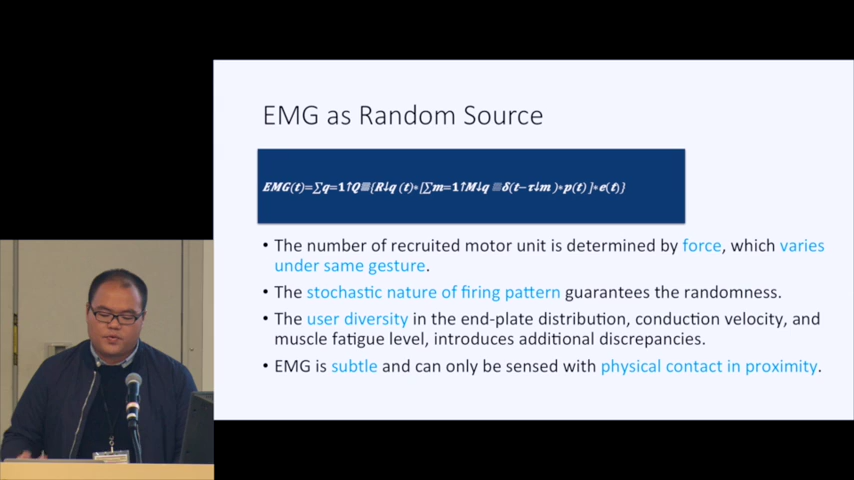 EMG as Random Source
EMG(t)=∑q=1↑Q▒{R↓q (t)∗[∑m=1↑M↓q ▒δ(t−τ↓m )∗p(t) ]∗e(t)}
• The number of recruited motor unit is determined by force, which varies
under same gesture.
• The stochastic nature of firing pattern guarantees the randomness.
• The user diversity in the end-plate distribution, conduction velocity, and
muscle fatigue level, introduces additional discrepancies.
• EMG is subtle and can only be sensed with physical contact in proximity.